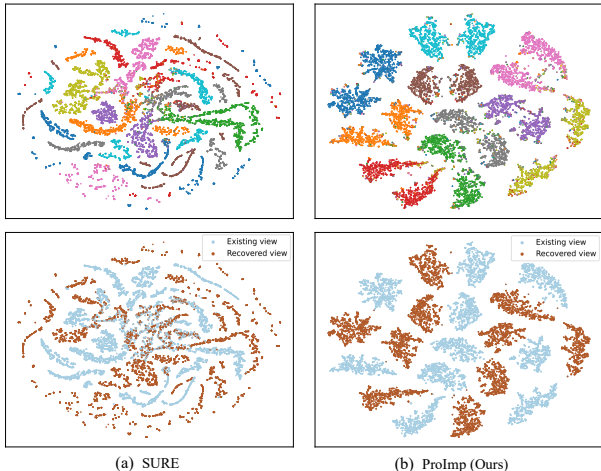 Existing view
Recovered view
Existing view
Recovered view
(a) SURE
(b) ProImp (Ours)